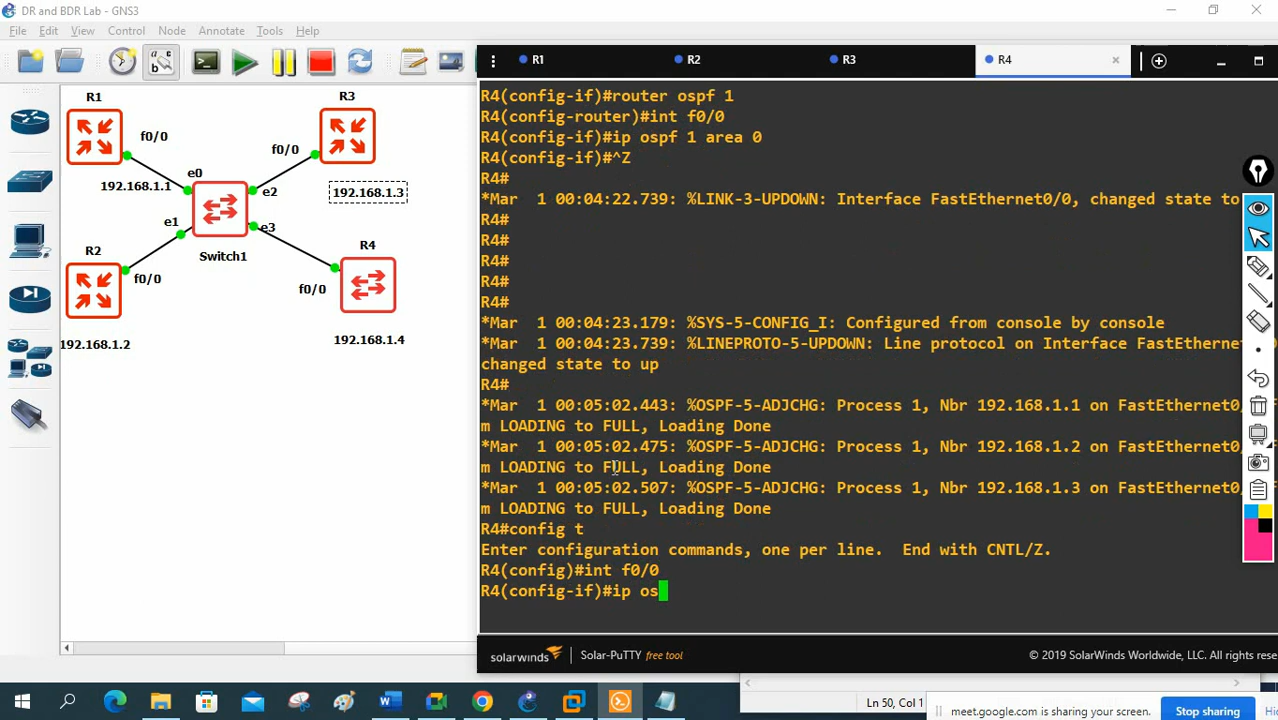 DR and BDR Lab - GNS3
File Edit View Control Node Annotate Tools Help
R1 R2 R3 R4
R1
R3
f0/0
f0/0
e0
192.168.1.1
e2
192.168.1.3
e1
e3
R2
R4
Switch1
f0/0
f0/0
192.168.1.2
192.168.1.4
R4(config-if)#router ospf 1
R4(config-router)#int f0/0
R4(config-if)#ip ospf 1 area 0
R4(config-if)#^Z
R4#
*Mar 1 00:04:22.739: %LINK-3-UPDOWN: Interface FastEthernet0/0, changed state to
R4#
R4#
R4#
R4#
R4#
*Mar 1 00:04:23.179: %SYS-5-CONFIG_I: Configured from console by console
*Mar 1 00:04:23.739: %LINEPROTO-5-UPDOWN: Line protocol on Interface FastEthernet
changed state to up
R4#
*Mar 1 00:05:02.443: %OSPF-5-ADJCHG: Process 1, Nbr 192.168.1.1 on FastEthernet0/
m LOADING to FULL, Loading Done
*Mar 1 00:05:02.475: %OSPF-5-ADJCHG: Process 1, Nbr 192.168.1.2 on FastEthernet0/
m LOADING to FULL, Loading Done
*Mar 1 00:05:02.507: %OSPF-5-ADJCHG: Process 1, Nbr 192.168.1.3 on FastEthernet0/
m LOADING to FULL, Loading Done
R4#config t
Enter configuration commands, one per line. End with CNTL/Z.
R4(config)#int f0/0
R4(config-if)#ip os
solarwinds Solar-PuTTY free tool © 2019 SolarWinds Worldwide, LLC. All rights reserved.
Ln 50, Col 1
meet.google.com is sharing your screen. Stop sharing